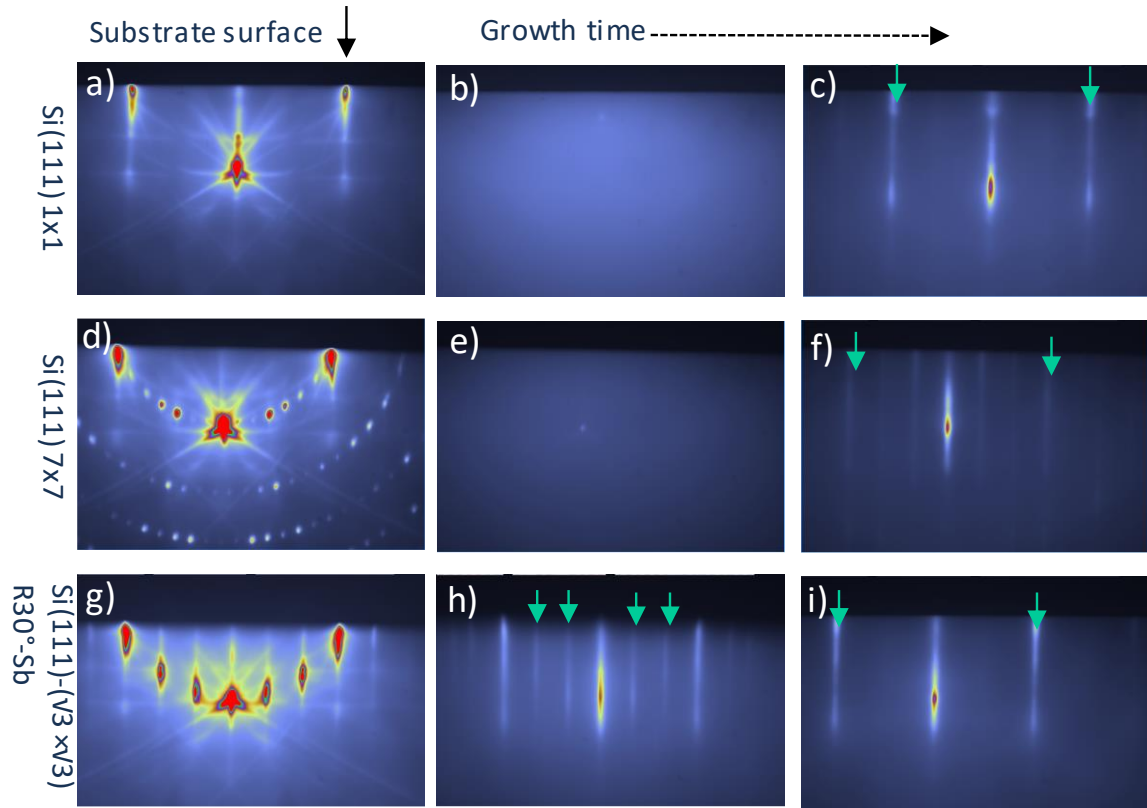 Substrate surface
Growth time
Si(111) 1x1
a)
b)
c)
Si(111) 7x7
d)
e)
f)
Si(111)-(√3 x√3)
R30°-Sb
g)
h)
i)